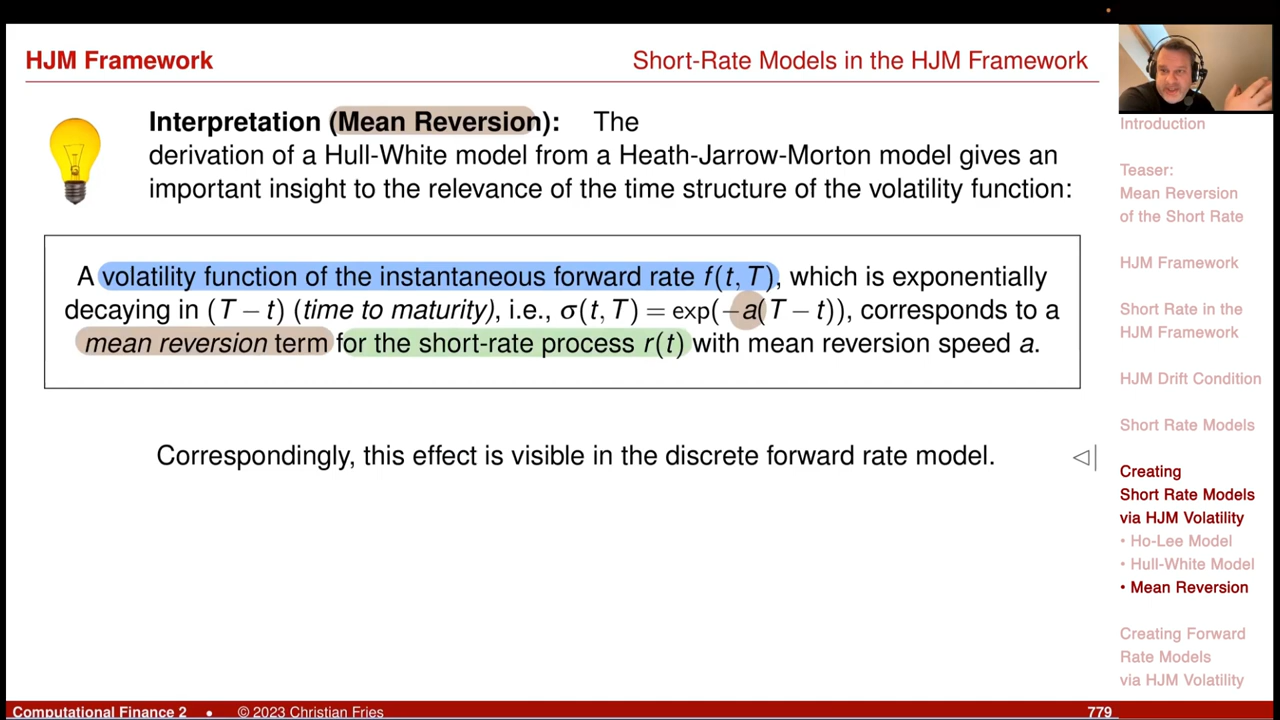 HJM Framework
Short-Rate Models in the HJM Framework
Interpretation (Mean Reversion): The
derivation of a Hull-White model from a Heath-Jarrow-Morton model gives an
important insight to the relevance of the time structure of the volatility function:
A volatility function of the instantaneous forward rate f(t, T), which is exponentially
decaying in (T − t) (time to maturity), i.e., σ(t, T) = exp(−a(T − t)), corresponds to a
mean reversion term for the short-rate process r(t) with mean reversion speed a.
Correspondingly, this effect is visible in the discrete forward rate model. ◁|
Introduction
Teaser:
Mean Reversion
of the Short Rate
HJM Framework
Short Rate in the
HJM Framework
HJM Drift Condition
Short Rate Models
Creating
Short Rate Models
via HJM Volatility
• Ho-Lee Model
• Hull-White Model
• Mean Reversion
Creating Forward
Rate Models
via HJM Volatility
Computational Finance 2 • © 2023 Christian Fries
779